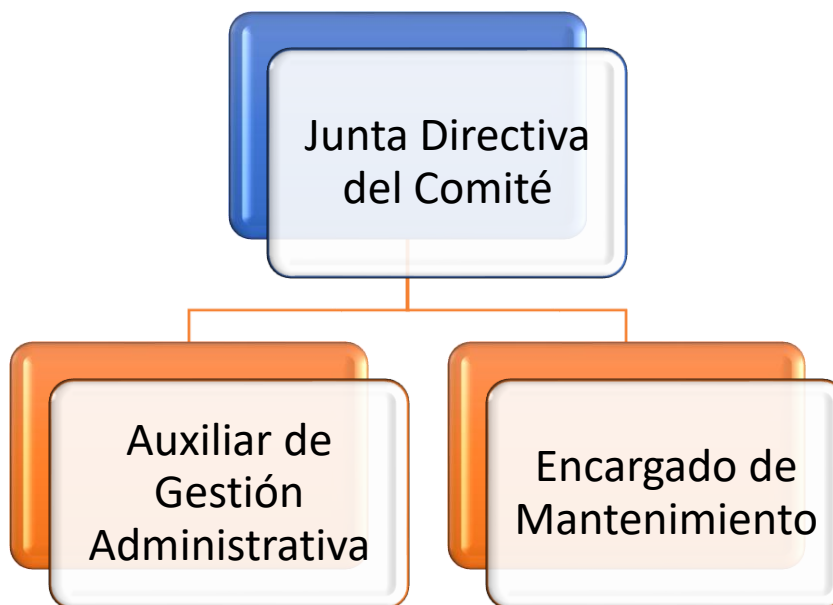 Junta Directiva
del Comité
Auxiliar de
Gestión
Administrativa
Encargado de
Mantenimiento